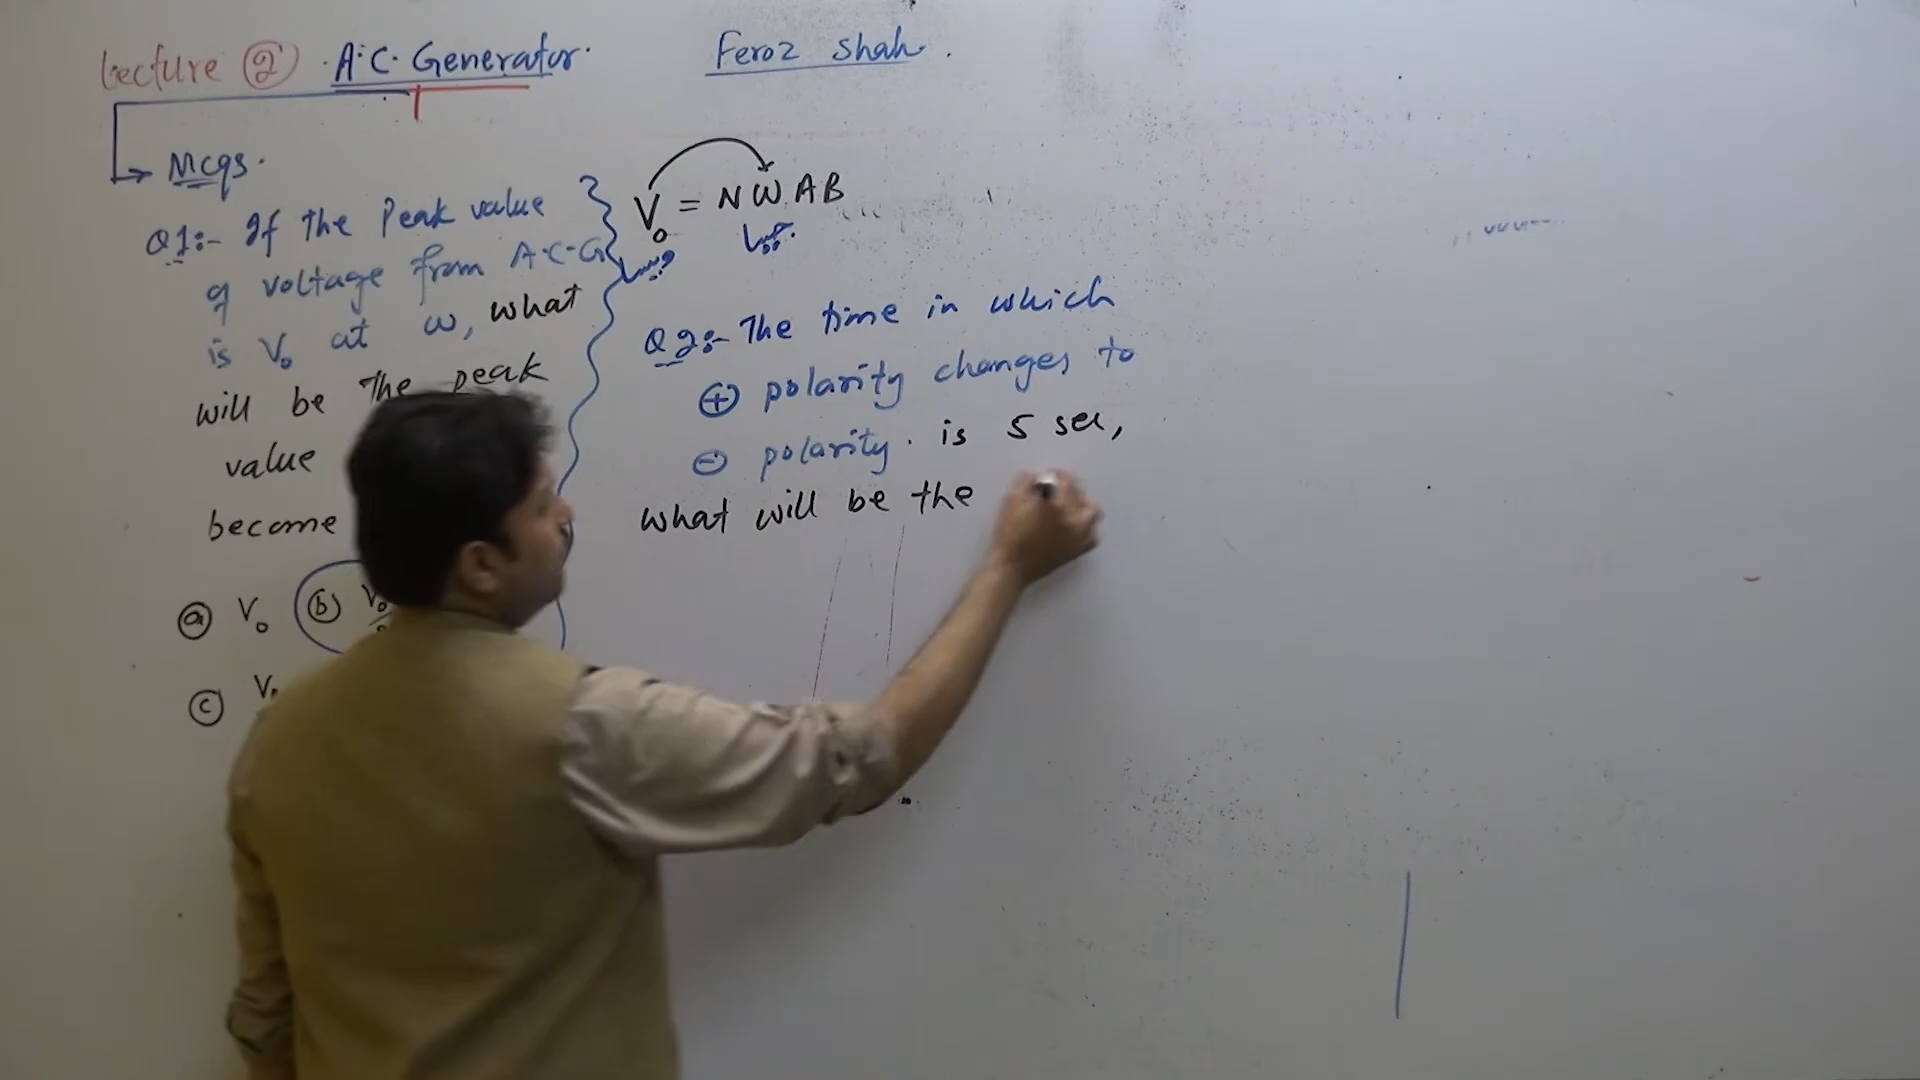 Lecture ② A.C. Generator.
Feroz Shah.
Mcqs.
Q1:- If the Peak value
of voltage from A.C.G
is V₀ at ω, what
will be the peak
value
become
ⓐ V₀ ⓑ V₀
ⓒ V₀
V₀ = NωAB
Q2:- The time in which
⊕ polarity changes to
⊖ polarity. is 5 sec,
what will be the